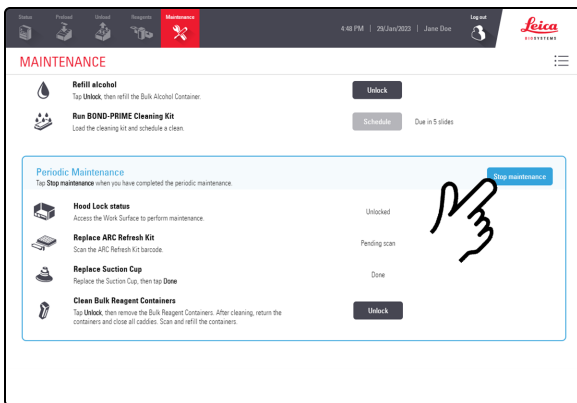 Status Preload Unload Reagents Maintenance
4:48 PM | 29/Jan/2023 | Jane Doe
Log out
Leica
BIOSYSTEMS
MAINTENANCE
Refill alcohol
Tap Unlock, then refill the Bulk Alcohol Container.
Unlock
Run BOND-PRIME Cleaning Kit
Load the cleaning kit and schedule a clean.
Schedule Due in 5 slides
Periodic Maintenance
Tap Stop maintenance when you have completed the periodic maintenance.
Stop maintenance
Hood Lock status
Access the Work Surface to perform maintenance.
Unlocked
Replace ARC Refresh Kit
Scan the ARC Refresh Kit barcode.
Pending scan
Replace Suction Cup
Replace the Suction Cup, then tap Done
Done
Clean Bulk Reagent Containers
Tap Unlock, then remove the Bulk Reagent Containers. After cleaning, return the
containers and close all caddies. Scan and refill the containers.
Unlock